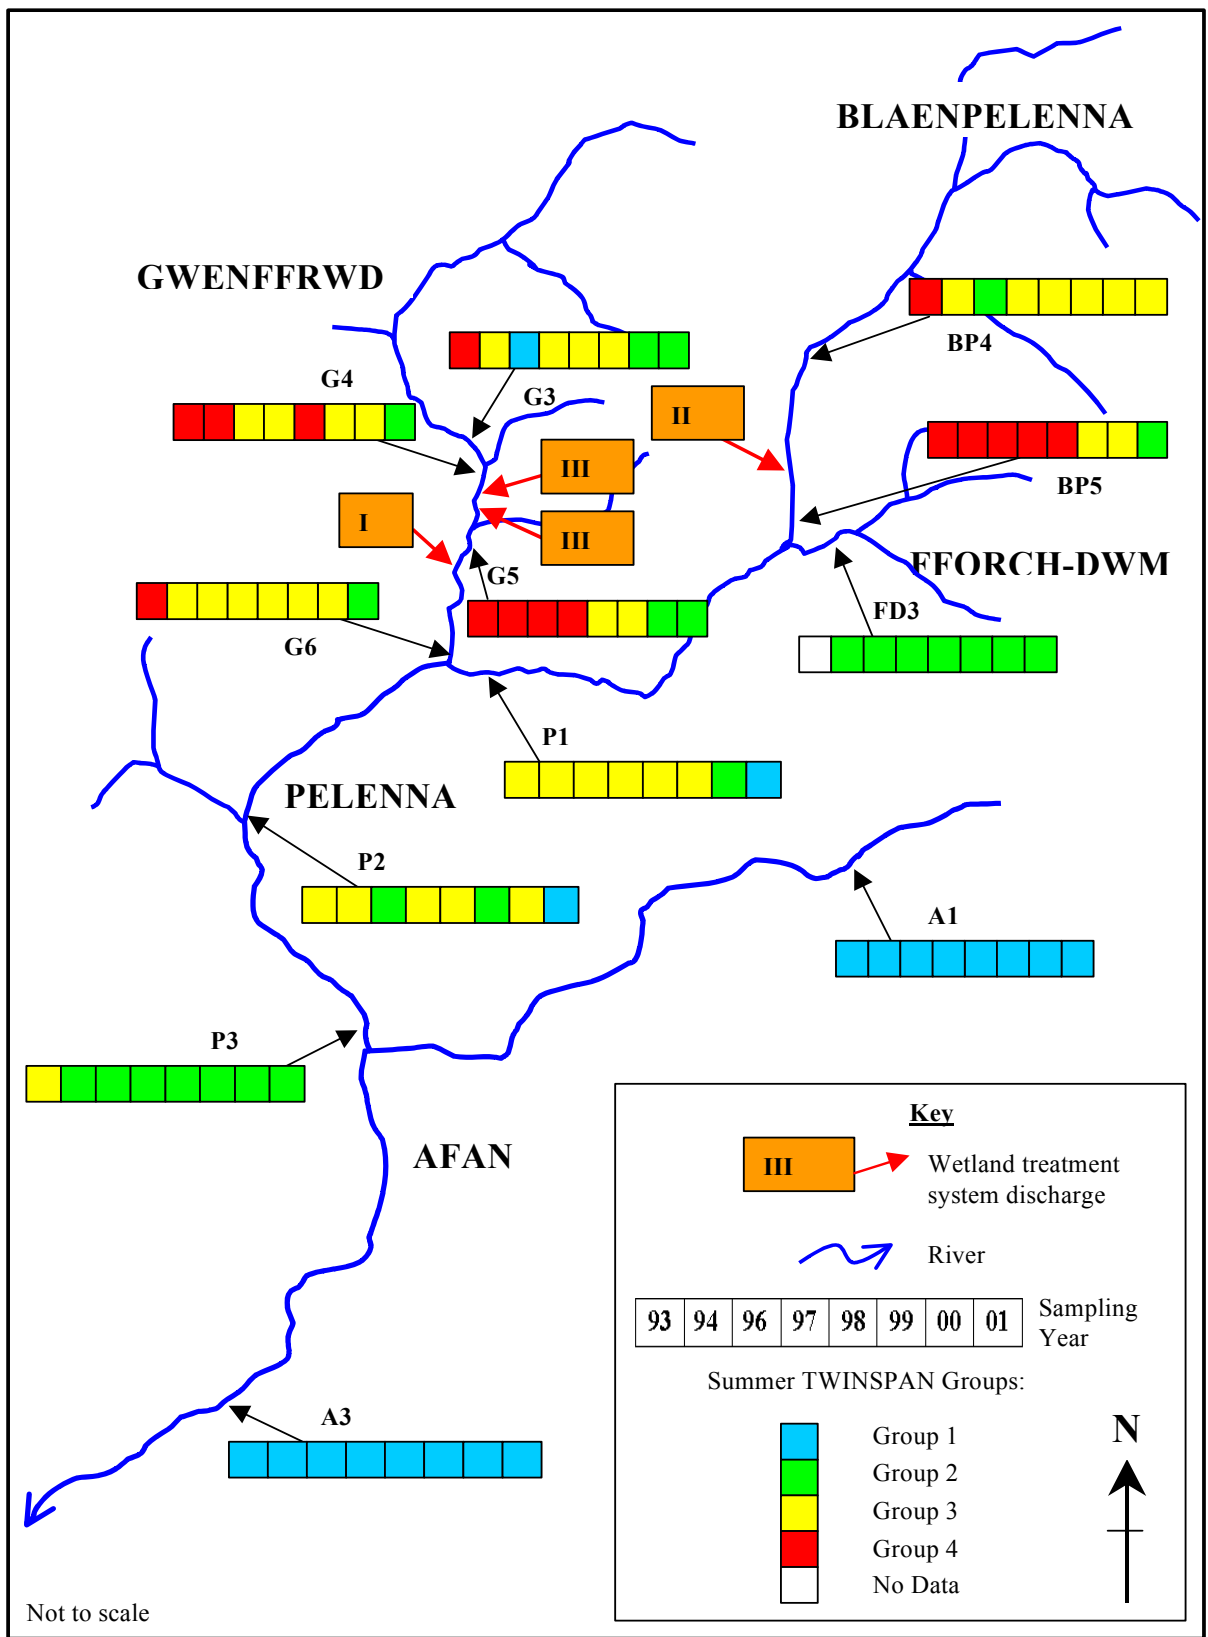 BLAENPELENNA
GWENFFRWD
BP4
G4
G3
II
BP5
III
I
III
FFORCH-DWM
G5
FD3
G6
P1
PELENNA
P2
A1
P3
AFAN
Key
III
Wetland treatment
system discharge
River
93 94 96 97 98 99 00 01
Sampling
Year
Summer TWINSPAN Groups:
A3
N
Group 1
Group 2
Group 3
Group 4
No Data
Not to scale